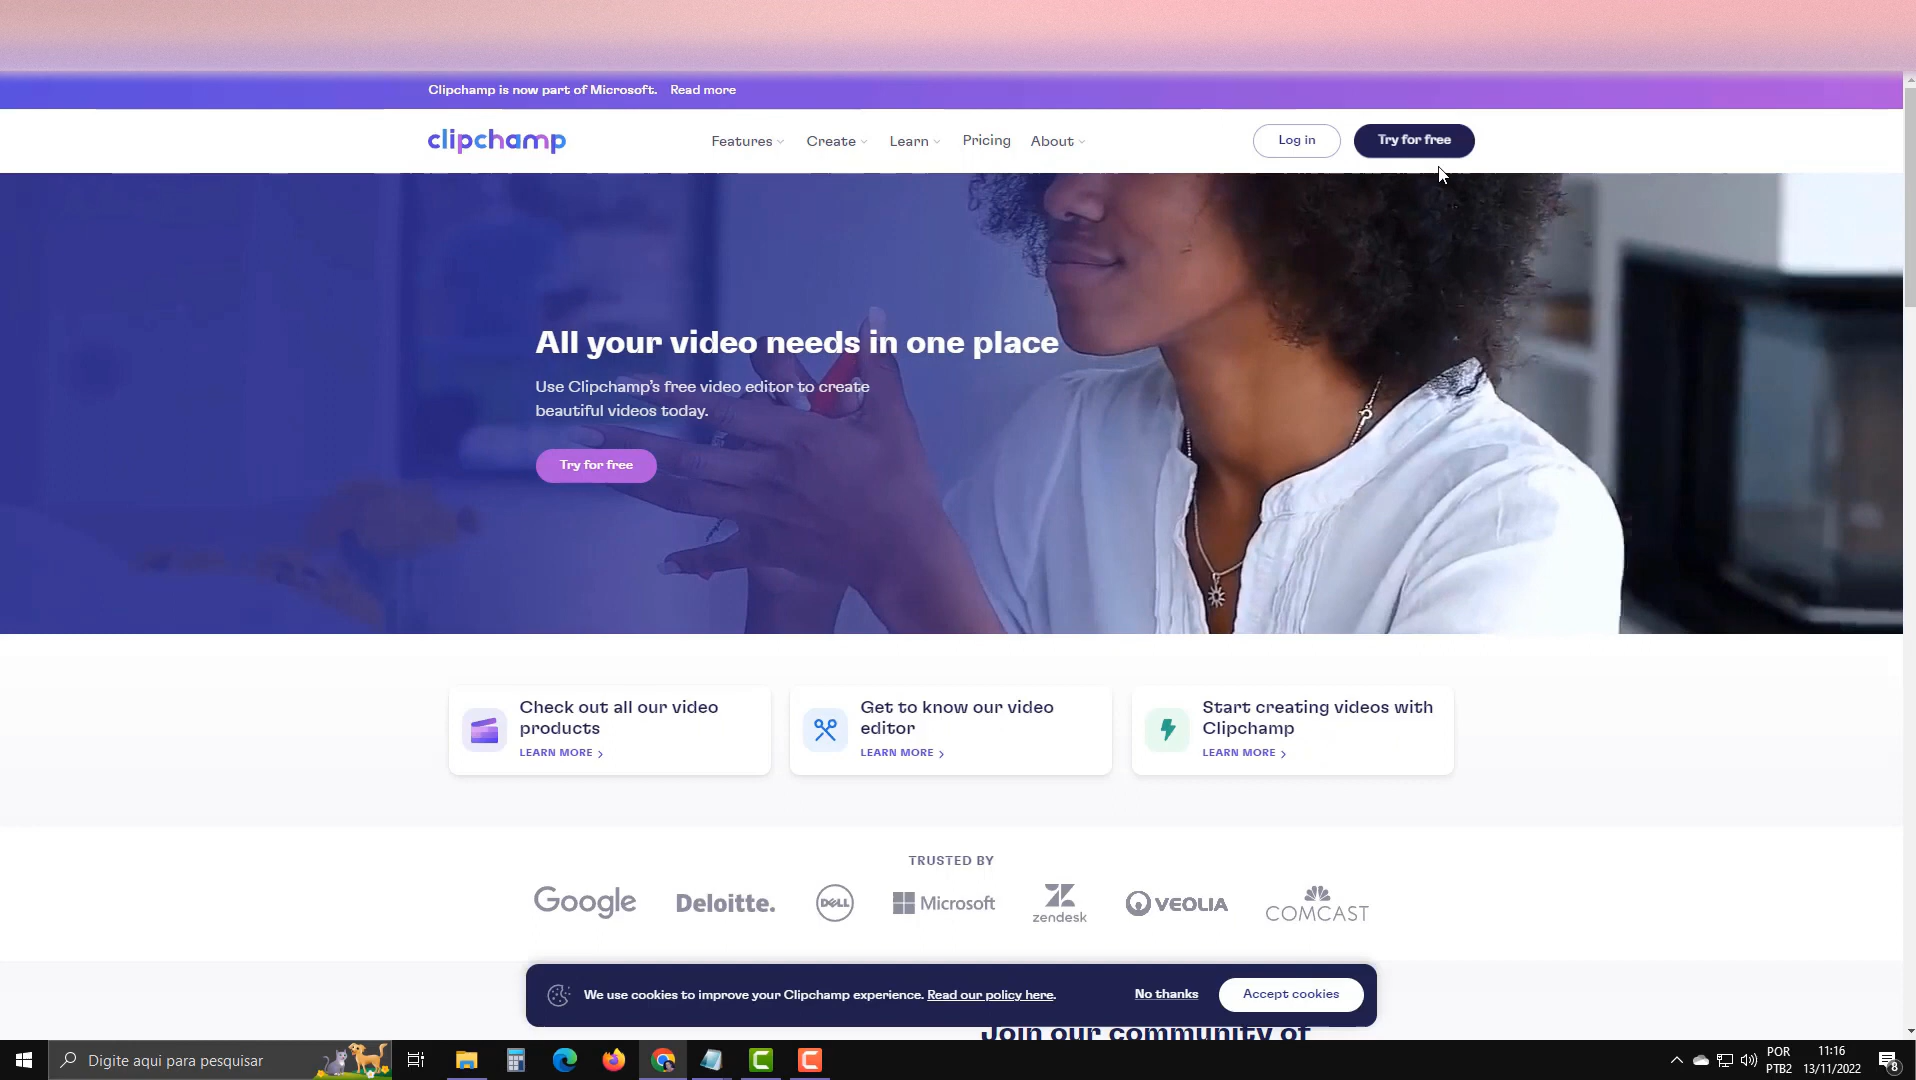 Clipchamp is now part of Microsoft. Read more
clipchamp
Features
Create
Learn
Pricing
About
Log in
Try for free
All your video needs in one place
Use Clipchamp's free video editor to create
beautiful videos today.
Try for free
Check out all our video
products
LEARN MORE
Get to know our video
editor
LEARN MORE
Start creating videos with
Clipchamp
LEARN MORE
TRUSTED BY
Google
Deloitte.
DELL
Microsoft
zendesk
VEOLIA
COMCAST
We use cookies to improve your Clipchamp experience. Read our policy here.
No thanks
Accept cookies
Join our community of
Digite aqui para pesquisar
POR
PTB2
11:16
13/11/2022
8